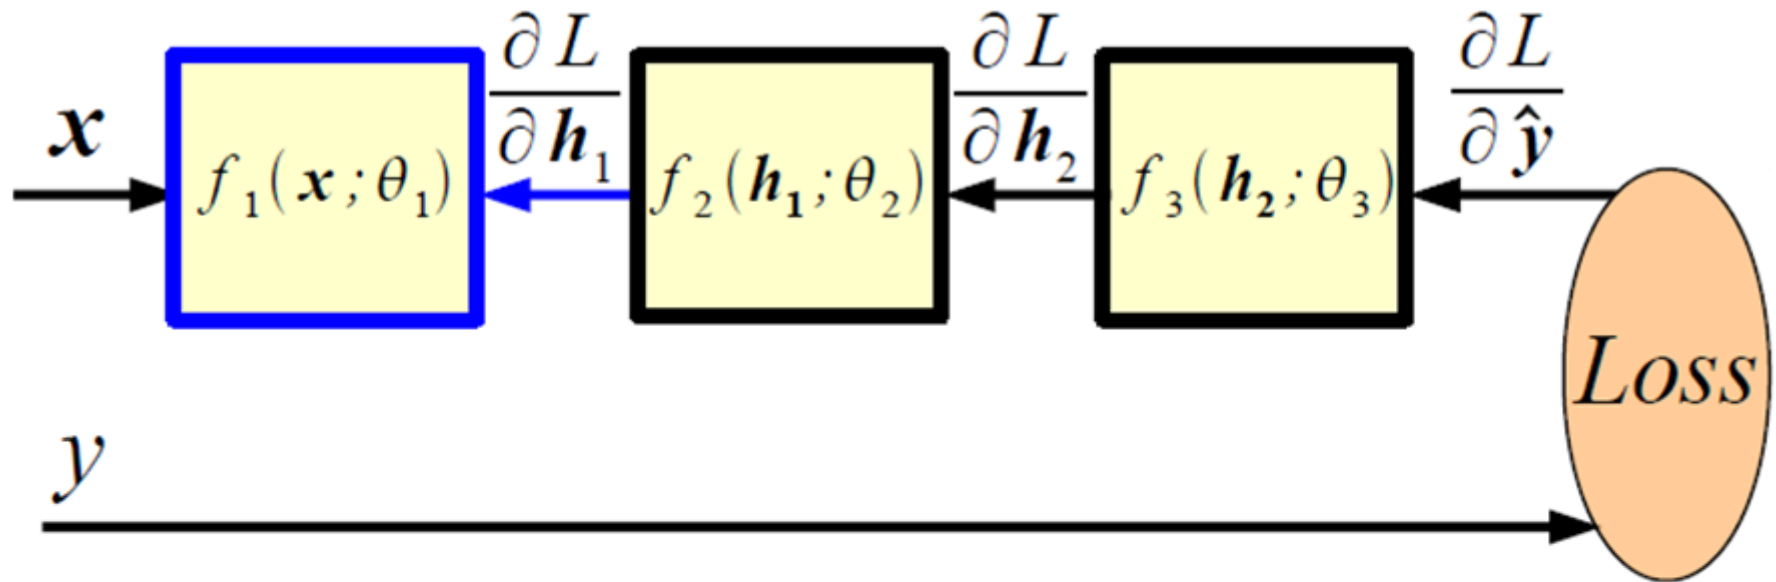 x
f₁(x;θ₁)
∂L
∂h₁
f₂(h₁;θ₂)
∂L
∂h₂
f₃(h₂;θ₃)
∂L
∂ŷ
Loss
y